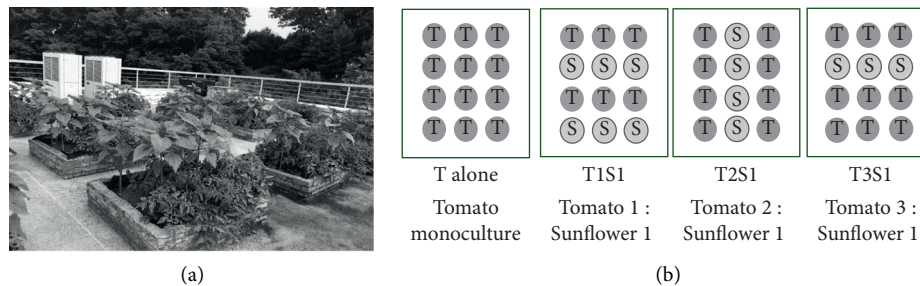 T T T
T T T
T T T
T T T
T alone
Tomato
monoculture
T T T
S S S
T T T
S S S
T1S1
Tomato 1 :
Sunflower 1
T S T
T S T
T S T
T S T
T2S1
Tomato 2 :
Sunflower 1
T T T
S S S
T T T
T T T
T3S1
Tomato 3 :
Sunflower 1
(a)
(b)